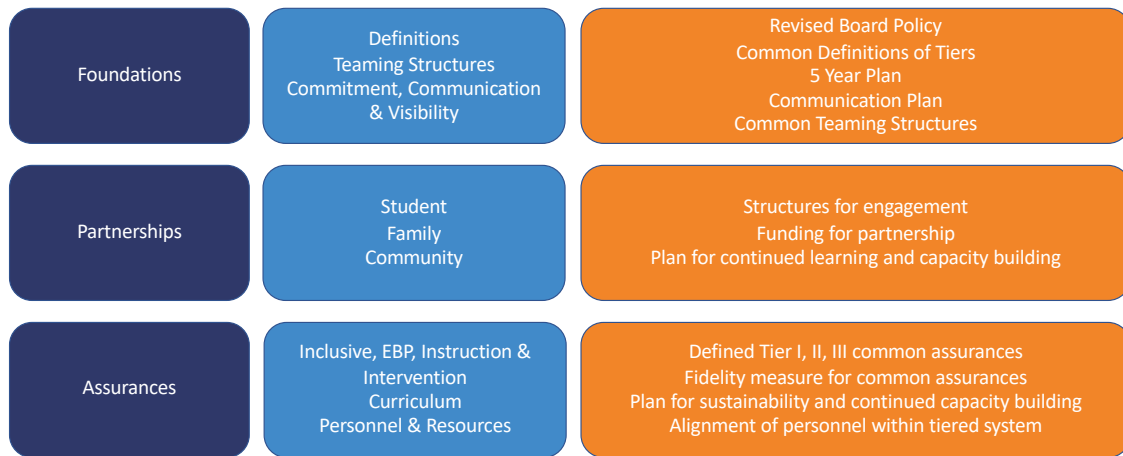 Foundations
Definitions
Teaming Structures
Commitment, Communication
& Visibility
Revised Board Policy
Common Definitions of Tiers
5 Year Plan
Communication Plan
Common Teaming Structures
Partnerships
Student
Family
Community
Structures for engagement
Funding for partnership
Plan for continued learning and capacity building
Assurances
Inclusive, EBP, Instruction &
Intervention
Curriculum
Personnel & Resources
Defined Tier I, II, III common assurances
Fidelity measure for common assurances
Plan for sustainability and continued capacity building
Alignment of personnel within tiered system